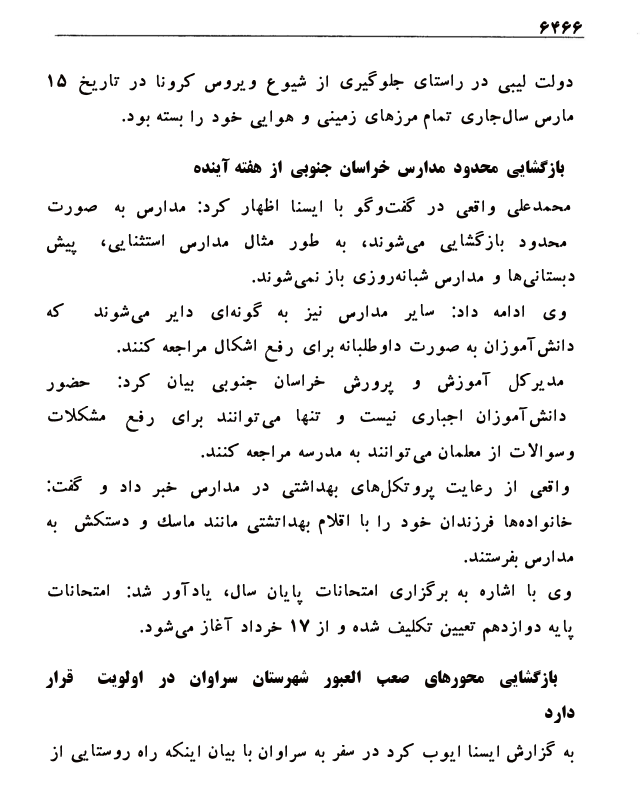 ۶۴۶۶
دولت لیبی در راستای جلوگیری از شیوع ویروس کرونا در تاریخ ۱۵
مارس سال‌جاری تمام مرزهای زمینی و هوایی خود را بسته بود.
بازگشایی محدود مدارس خراسان جنوبی از هفته آینده
محمدعلی واقعی در گفت‌وگو با ایسنا اظهار کرد: مدارس به صورت
محدود بازگشایی می‌شوند، به طور مثال مدارس استثنایی، پیش
دبستانی‌ها و مدارس شبانه‌روزی باز نمی‌شوند.
وی ادامه داد: سایر مدارس نیز به گونه‌ای دایر می‌شوند که
دانش‌آموزان به صورت داوطلبانه برای رفع اشکال مراجعه کنند.
مدیرکل آموزش و پرورش خراسان جنوبی بیان کرد: حضور
دانش‌آموزان اجباری نیست و تنها می‌توانند برای رفع مشکلات
وسوالات از معلمان می‌توانند به مدرسه مراجعه کنند.
واقعی از رعایت پروتکل‌های بهداشتی در مدارس خبر داد و گفت:
خانواده‌ها فرزندان خود را با اقلام بهداتشتی مانند ماسك و دستکش به
مدارس بفرستند.
وی با اشاره به برگزاری امتحانات پایان سال، یادآور شد: امتحانات
پایه دوازدهم تعیین تکلیف شده و از ۱۷ خرداد آغاز می‌شود.
بازگشایی محورهای صعب العبور شهرستان سراوان در اولویت قرار
دارد
به گزارش ایسنا ایوب کرد در سفر به سراوان با بیان اینکه راه روستایی از